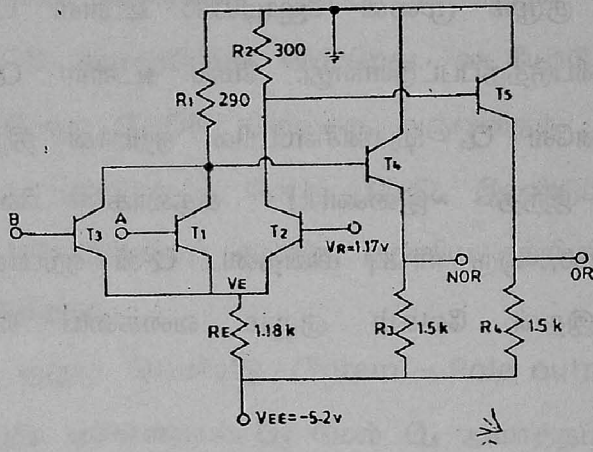 R2 300
R1 290
T5
T4
B A
T3 T1 T2
VR=1.17v
VE
NOR OR
RE 1.18 k R3 1.5 k R4 1.5 k
VEE=-5.2v